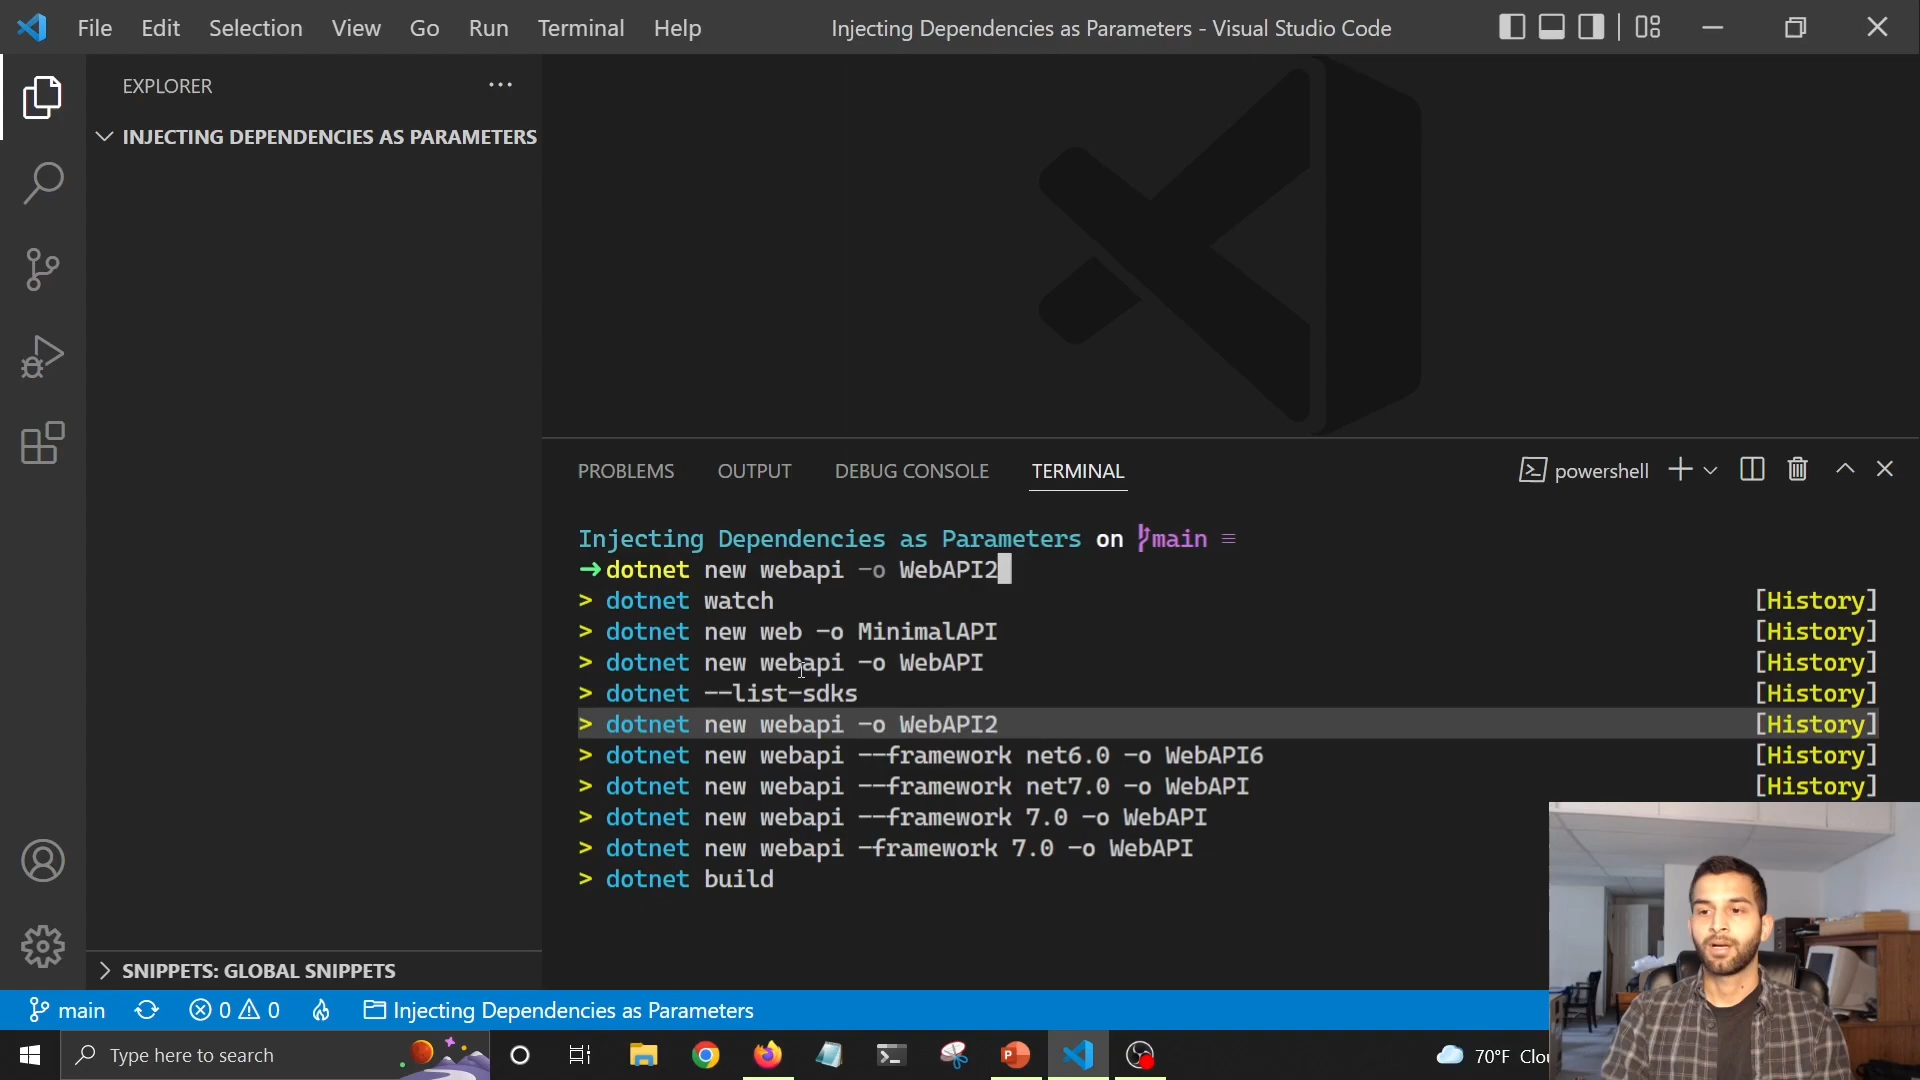 File Edit Selection View Go Run Terminal Help
Injecting Dependencies as Parameters - Visual Studio Code
EXPLORER
INJECTING DEPENDENCIES AS PARAMETERS
PROBLEMS OUTPUT DEBUG CONSOLE TERMINAL
powershell
Injecting Dependencies as Parameters on main ≡
→ dotnet new webapi -o WebAPI2
> dotnet watch [History]
> dotnet new web -o MinimalAPI [History]
> dotnet new webapi -o WebAPI [History]
> dotnet --list-sdks [History]
> dotnet new webapi -o WebAPI2 [History]
> dotnet new webapi --framework net6.0 -o WebAPI6 [History]
> dotnet new webapi --framework net7.0 -o WebAPI [History]
> dotnet new webapi --framework 7.0 -o WebAPI
> dotnet new webapi -framework 7.0 -o WebAPI
> dotnet build
SNIPPETS: GLOBAL SNIPPETS
main 0 0 Injecting Dependencies as Parameters
Type here to search
70°F